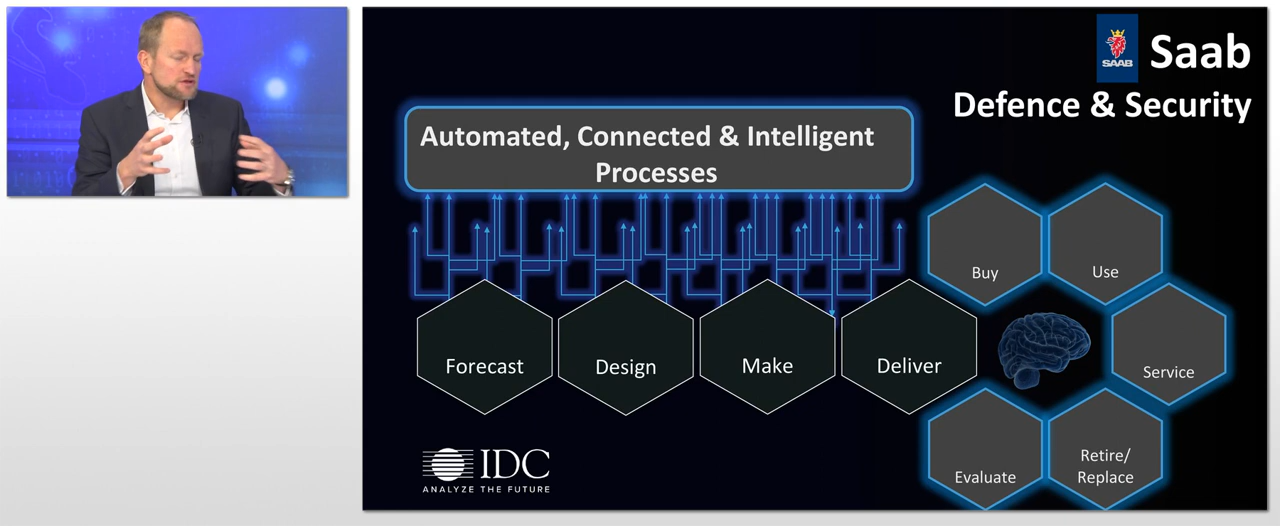 SAAB
Saab
Defence & Security
Automated, Connected & Intelligent
Processes
Buy
Use
Forecast
Design
Make
Deliver
Service
Evaluate
Retire/
Replace
IDC
ANALYZE THE FUTURE